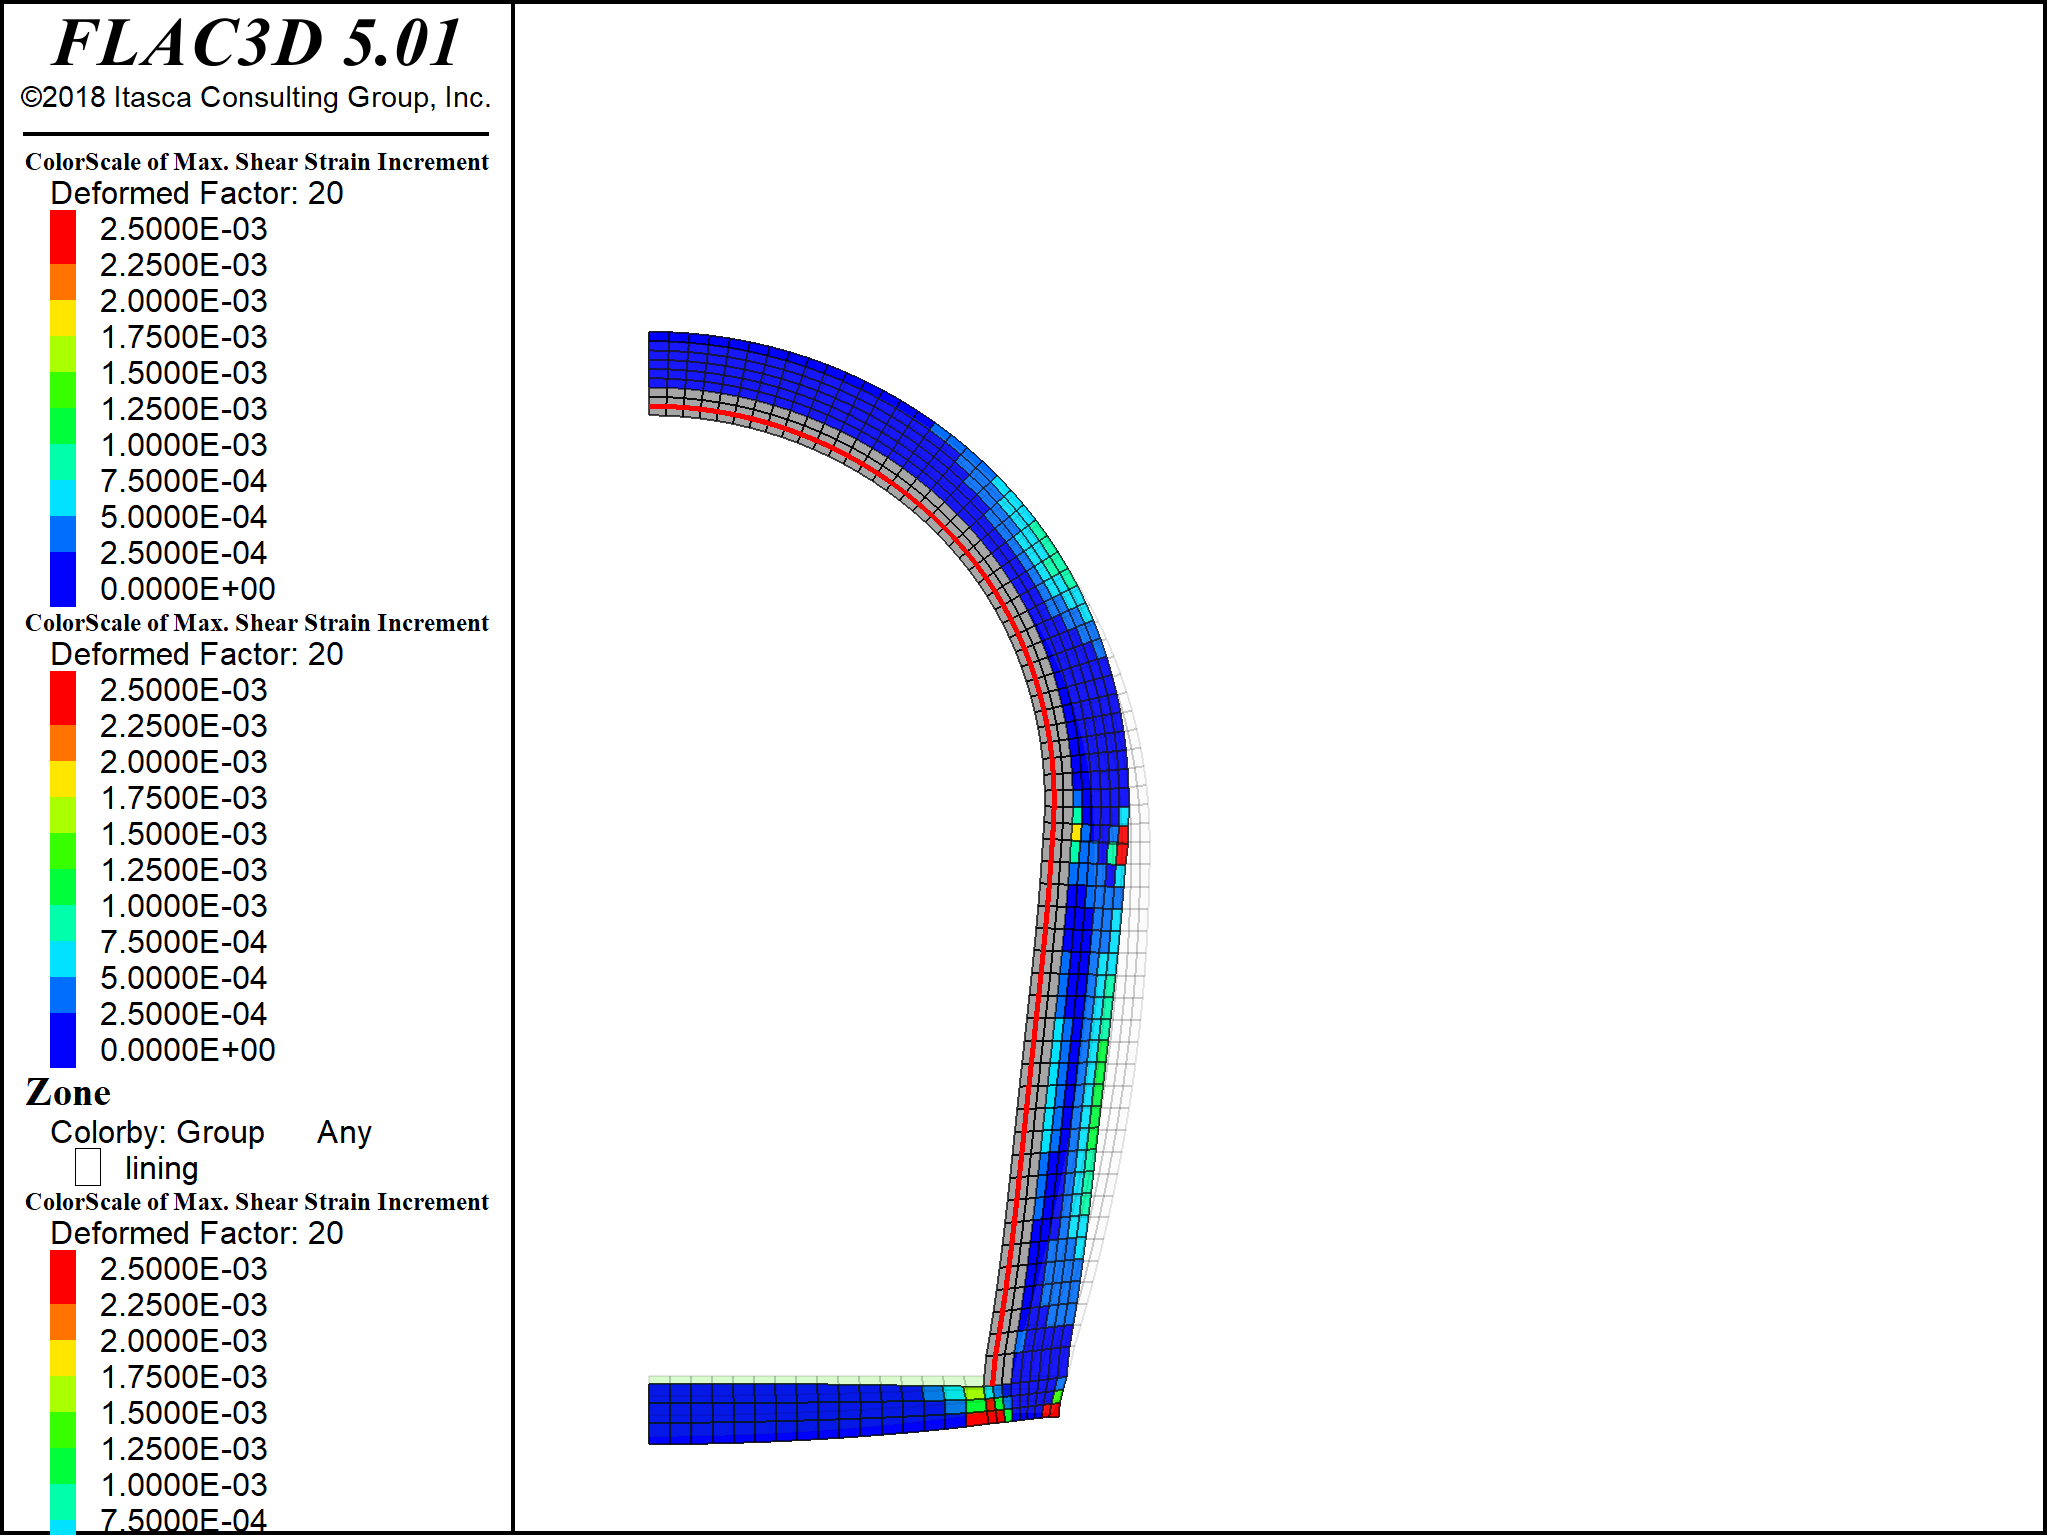 FLAC3D 5.01
©2018 Itasca Consulting Group, Inc.
ColorScale of Max. Shear Strain Increment
Deformed Factor: 20
2.5000E-03
2.2500E-03
2.0000E-03
1.7500E-03
1.5000E-03
1.2500E-03
1.0000E-03
7.5000E-04
5.0000E-04
2.5000E-04
0.0000E+00
ColorScale of Max. Shear Strain Increment
Deformed Factor: 20
2.5000E-03
2.2500E-03
2.0000E-03
1.7500E-03
1.5000E-03
1.2500E-03
1.0000E-03
7.5000E-04
5.0000E-04
2.5000E-04
0.0000E+00
Zone
Colorby: Group Any
lining
ColorScale of Max. Shear Strain Increment
Deformed Factor: 20
2.5000E-03
2.2500E-03
2.0000E-03
1.7500E-03
1.5000E-03
1.2500E-03
1.0000E-03
7.5000E-04